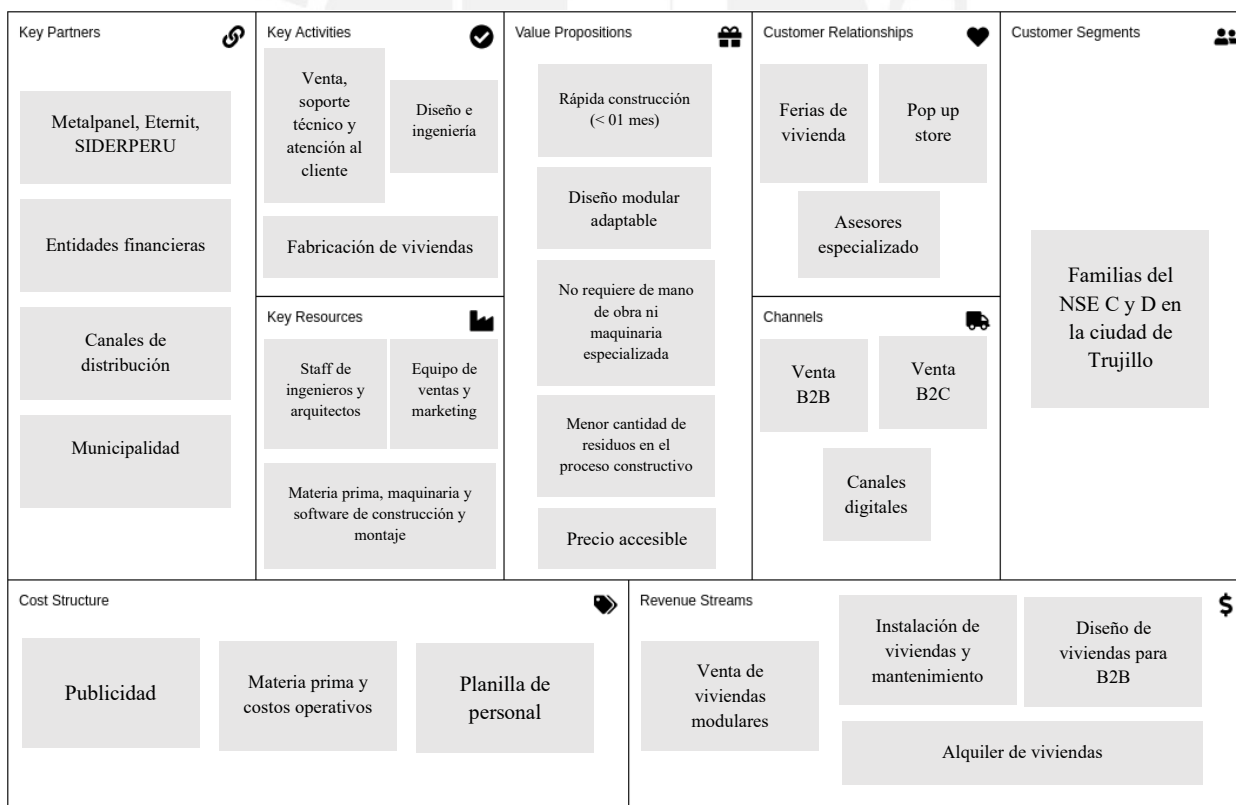 Key Partners
Metalpanel, Eternit,
SIDERPERU
Entidades financieras
Canales de
distribución
Municipalidad
Key Activities
Venta,
soporte
técnico y
atención al
cliente
Diseño e
ingeniería
Fabricación de viviendas
Key Resources
Staff de
ingenieros y
arquitectos
Equipo de
ventas y
marketing
Materia prima, maquinaria y
software de construcción y
montaje
Value Propositions
Rápida construcción
(< 01 mes)
Diseño modular
adaptable
No requiere de mano
de obra ni
maquinaria
especializada
Menor cantidad de
residuos en el
proceso constructivo
Precio accesible
Customer Relationships
Ferias de
vivienda
Pop up
store
Asesores
especializado
Channels
Venta
B2B
Venta
B2C
Canales
digitales
Customer Segments
Familias del
NSE C y D en
la ciudad de
Trujillo
Cost Structure
Publicidad
Materia prima y
costos operativos
Planilla de
personal
Revenue Streams
Venta de
viviendas
modulares
Instalación de
viviendas y
mantenimiento
Diseño de
viviendas para
B2B
Alquiler de viviendas